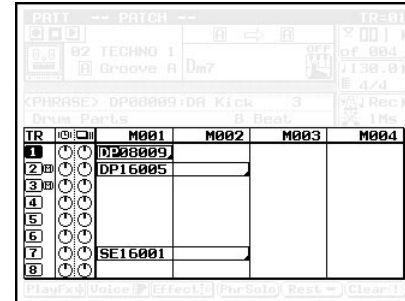 PATT -- PATCH -- TR=01
A A
02 TECHNO 1 OFF of 004
A Groove A Dm7 ♩130.0
E 4/4
<PHRASE> DP08009:DA Kick 3 Rec
Drum Parts 8 Beat 1Ms
TR M001 M002 M003 M004
1 DP08009
2 M DP16005
3 M
4
5
6
7 SE16001
8
PlayFx Voice Effect PhrSolo Rest Clear